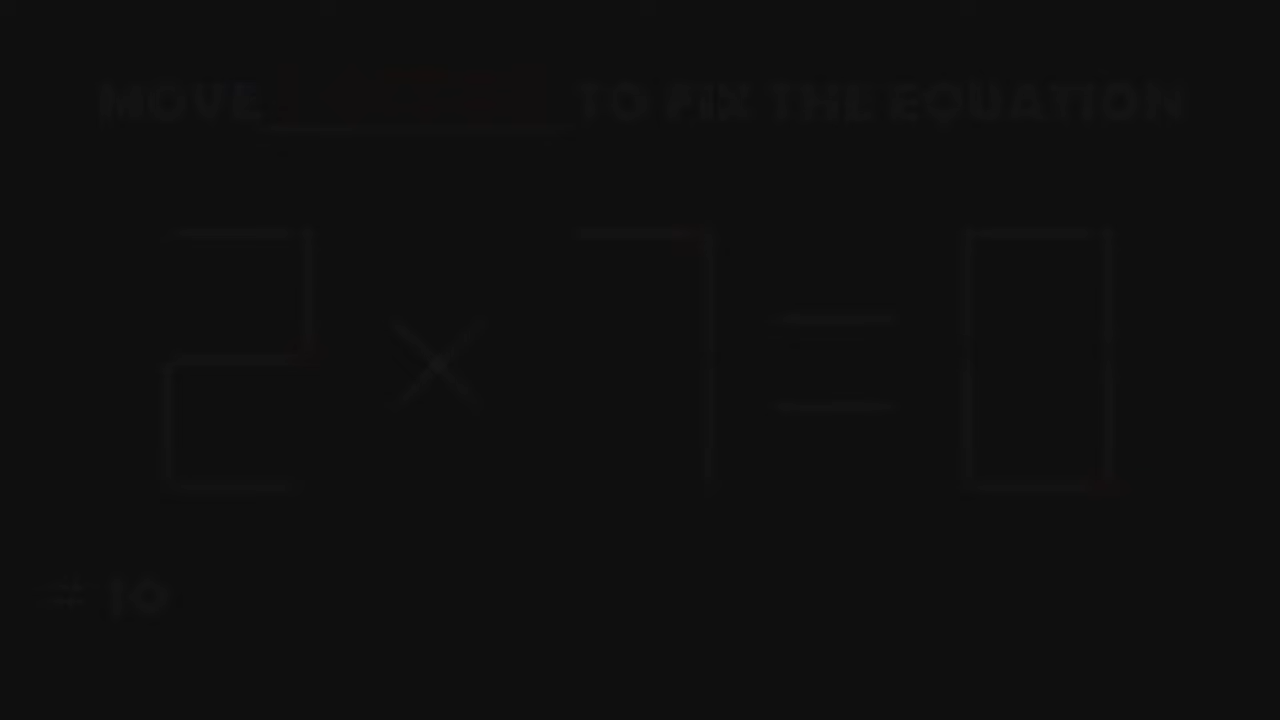 MOVE TO FIX THE EQUATION
2 × 7 = 0
# 10